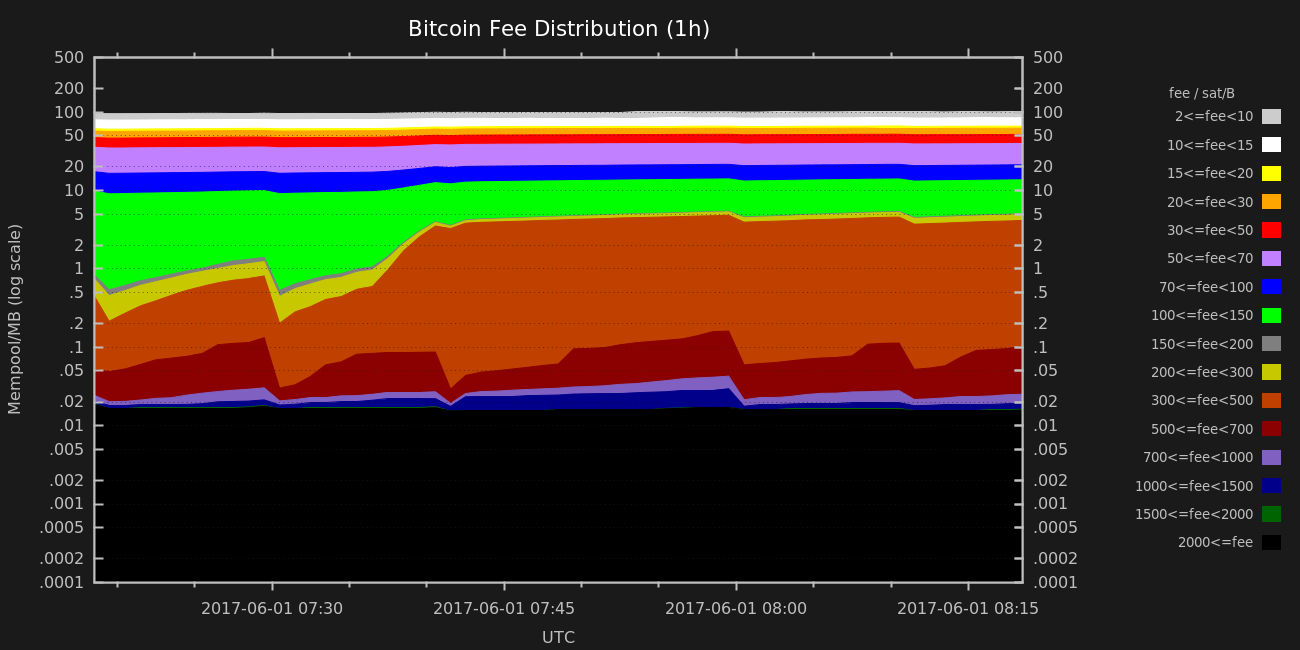 Bitcoin Fee Distribution (1h)
500 500
200 200
100 100
50 50
20 20
10 10
5 5
2 2
1 1
.5 .5
.2 .2
.1 .1
.05 .05
.02 .02
.01 .01
.005 .005
.002 .002
.001 .001
.0005 .0005
.0002 .0002
.0001 .0001
Mempool/MB (log scale)
2017-06-01 07:30 2017-06-01 07:45 2017-06-01 08:00 2017-06-01 08:15
UTC
fee / sat/B
2<=fee<10
10<=fee<15
15<=fee<20
20<=fee<30
30<=fee<50
50<=fee<70
70<=fee<100
100<=fee<150
150<=fee<200
200<=fee<300
300<=fee<500
500<=fee<700
700<=fee<1000
1000<=fee<1500
1500<=fee<2000
2000<=fee